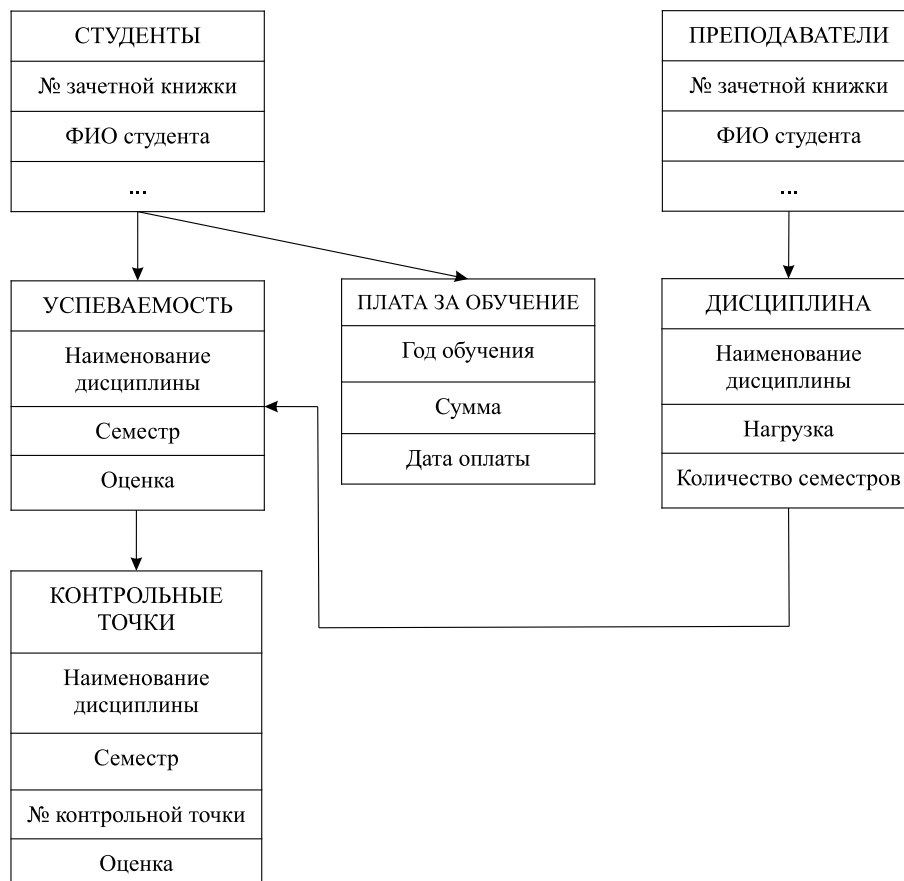 СТУДЕНТЫ
№ зачетной книжки
ФИО студента
...
ПРЕПОДАВАТЕЛИ
№ зачетной книжки
ФИО студента
...
УСПЕВАЕМОСТЬ
Наименование
дисциплины
Семестр
Оценка
ПЛАТА ЗА ОБУЧЕНИЕ
Год обучения
Сумма
Дата оплаты
ДИСЦИПЛИНА
Наименование
дисциплины
Нагрузка
Количество семестров
КОНТРОЛЬНЫЕ
ТОЧКИ
Наименование
дисциплины
Семестр
№ контрольной точки
Оценка